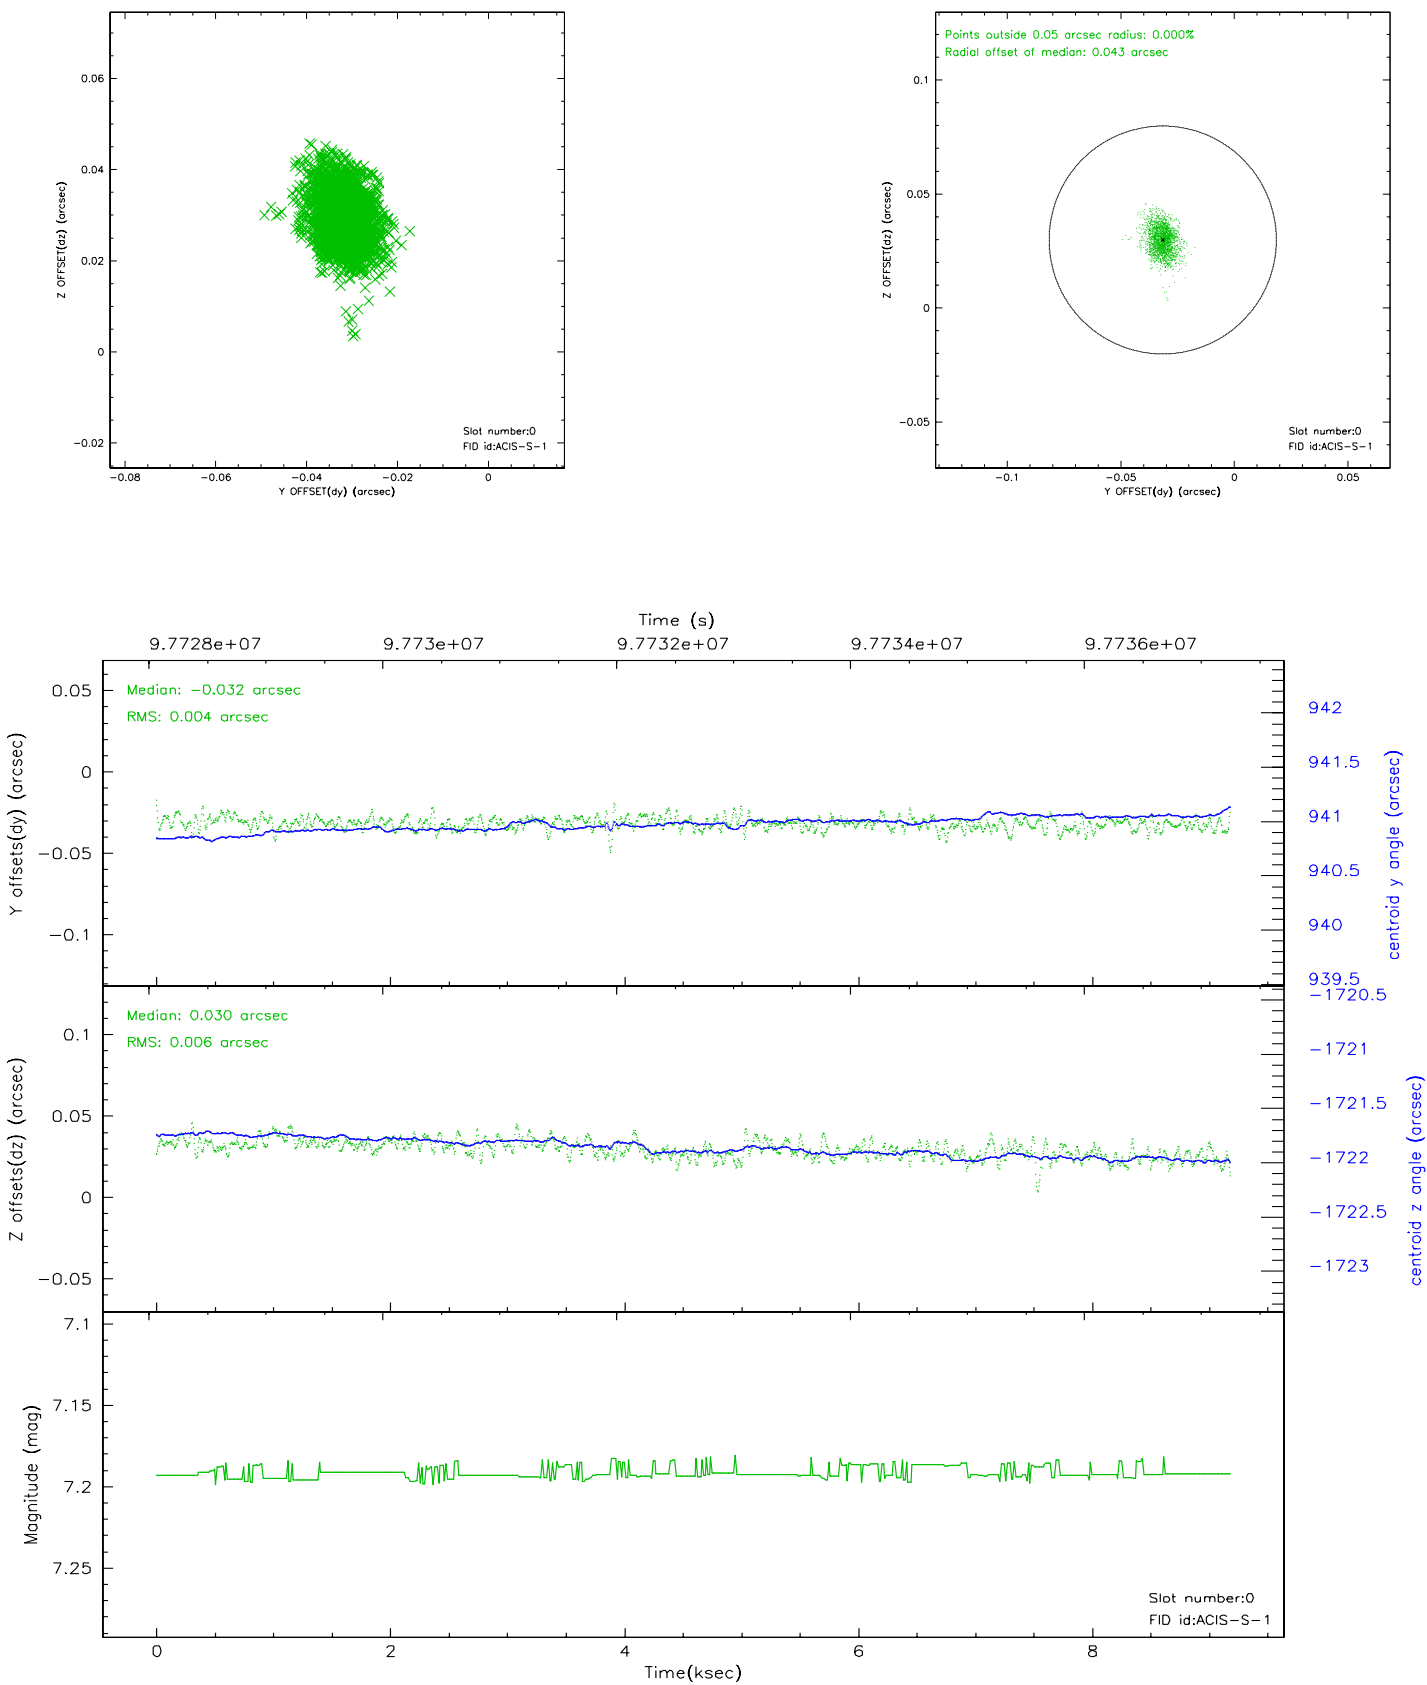 0.06
0.04
0.02
0
−0.02
Z OFFSET(dz) (arcsec)
Slot number:0
FID id:ACIS−S−1
−0.08 −0.06 −0.04 −0.02 0
Y OFFSET(dy) (arcsec)
Points outside 0.05 arcsec radius: 0.000%
Radial offset of median: 0.043 arcsec
0.1
0.05
0
−0.05
Z OFFSET(dz) (arcsec)
Slot number:0
FID id:ACIS−S−1
−0.1 −0.05 0 0.05
Y OFFSET(dy) (arcsec)
Time (s)
9.7728e+07 9.773e+07 9.7732e+07 9.7734e+07 9.7736e+07
Median: −0.032 arcsec
RMS: 0.004 arcsec
0.05
0
−0.05
−0.1
Y offsets(dy) (arcsec)
942
941.5
941
940.5
940
939.5
centroid y angle (arcsec)
Median: 0.030 arcsec
RMS: 0.006 arcsec
0.1
0.05
0
−0.05
Z offsets(dz) (arcsec)
−1720.5
−1721
−1721.5
−1722
−1722.5
−1723
centroid z angle (arcsec)
7.1
7.15
7.2
7.25
Magnitude (mag)
Slot number:0
FID id:ACIS−S−1
0 2 4 6 8
Time(ksec)